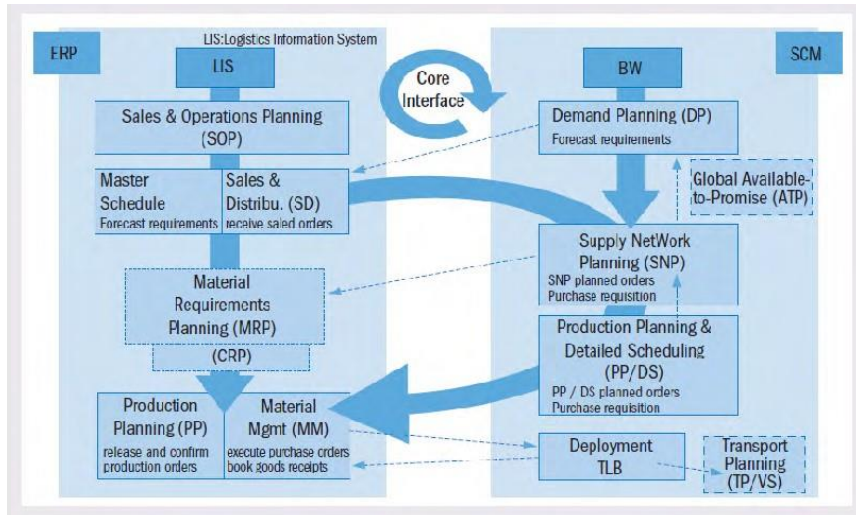 LIS:Logistics Information System
ERP
LIS
Core
Interface
BW
SCM
Sales & Operations Planning
(SOP)
Demand Planning (DP)
Forecast requirements
Master
Schedule
Forecast requirements
Sales &
Distribu. (SD)
receive saled orders
Global Available-
to-Promise (ATP)
Supply NetWork
Planning (SNP)
SNP planned orders
Purchase requisition
Material
Requirements
Planning (MRP)
(CRP)
Production Planning &
Detailed Scheduling
(PP/DS)
PP / DS planned orders
Purchase requisition
Production
Planning (PP)
release and confirm
production orders
Material
Mgmt (MM)
execute purchase orders
book goods receipts
Deployment
TLB
Transport
Planning
(TP/VS)